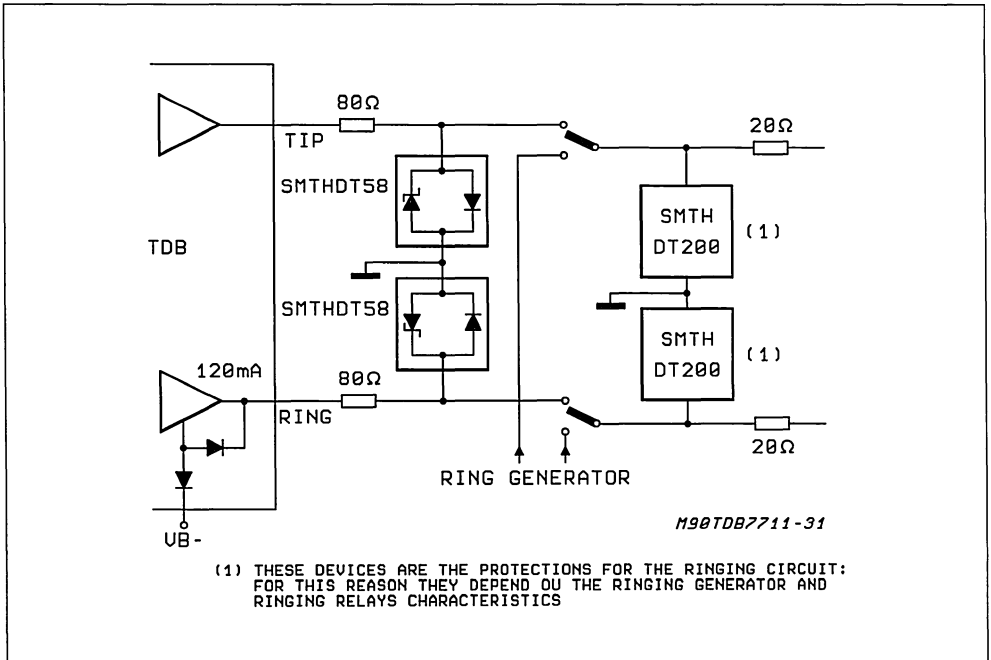 80Ω
TIP
20Ω
SMTHDT58
SMTH
DT200
(1)
TDB
SMTHDT58
SMTH
DT200
(1)
120mA
80Ω
RING
20Ω
RING GENERATOR
M90TDB7711-31
VB-
(1) THESE DEVICES ARE THE PROTECTIONS FOR THE RINGING CIRCUIT:
FOR THIS REASON THEY DEPEND OU THE RINGING GENERATOR AND
RINGING RELAYS CHARACTERISTICS